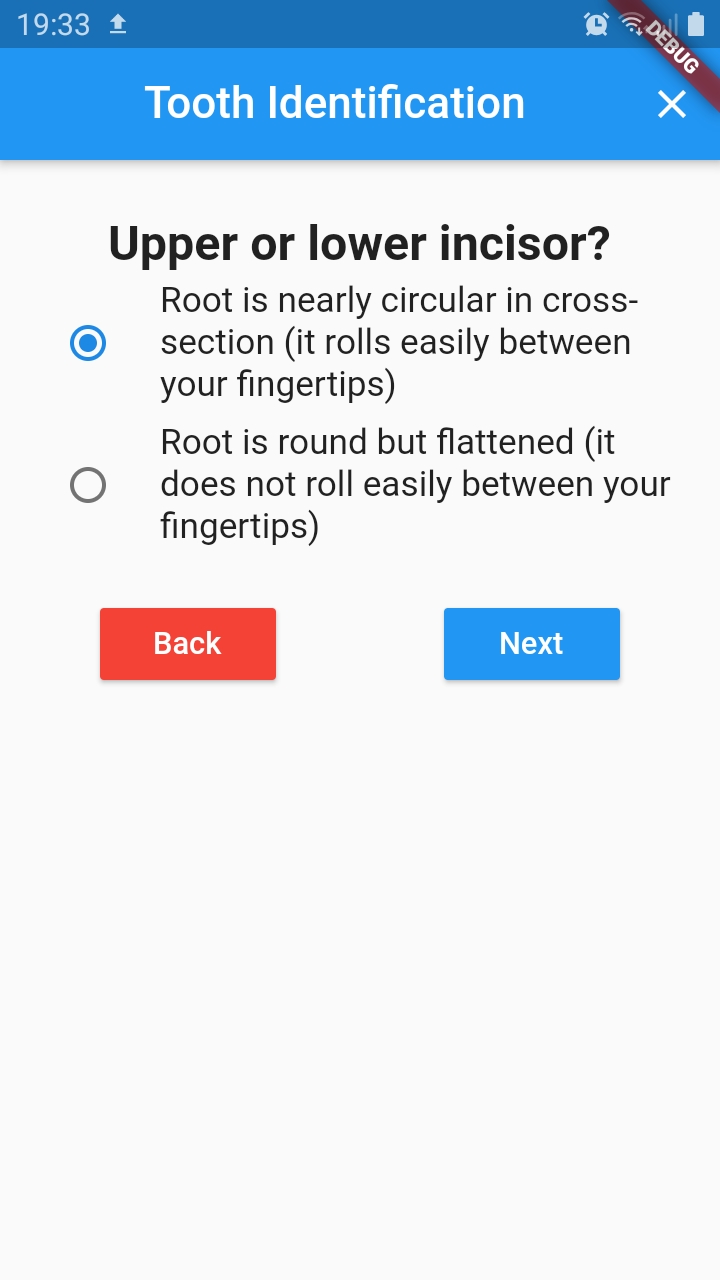 19:33
DEBUG
Tooth Identification
Upper or lower incisor?
Root is nearly circular in cross-
section (it rolls easily between
your fingertips)
Root is round but flattened (it
does not roll easily between your
fingertips)
Back
Next